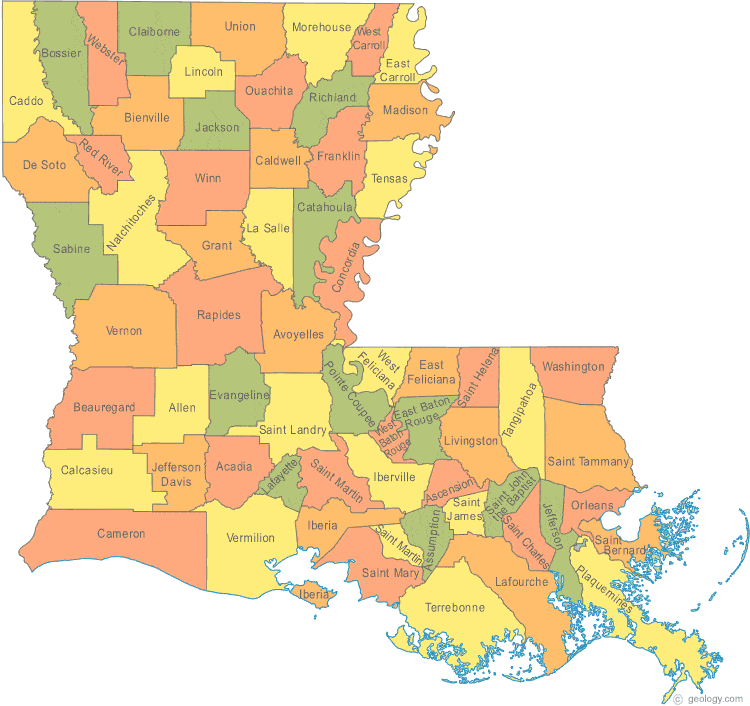 Morehouse
Union
Claiborne
Webster
West
Carroll
Bossier
East
Carroll
Lincoln
Ouachita
Richland
Caddo
Madison
Bienville
Jackson
Red River
De Soto
Caldwell
Franklin
Winn
Tensas
Natchitoches
Catahoula
La Salle
Sabine
Grant
Concordia
Rapides
Vernon
Avoyelles
West
Feliciana
East
Feliciana
Saint Helena
Washington
Pointe Coupee
Tangipahoa
Evangeline
Beauregard
Allen
East Baton
Rouge
Saint Landry
West
Baton
Rouge
Livingston
Saint Tammany
Calcasieu
Jefferson
Davis
Acadia
Lafayette
Saint Martin
Iberville
Ascension
Saint John
the Baptist
Saint
James
Orleans
Jefferson
Cameron
Vermilion
Iberia
Saint Martin
Assumption
Saint Charles
Saint
Bernard
Saint Mary
Lafourche
Plaquemines
Iberia
Terrebonne
© geology.com